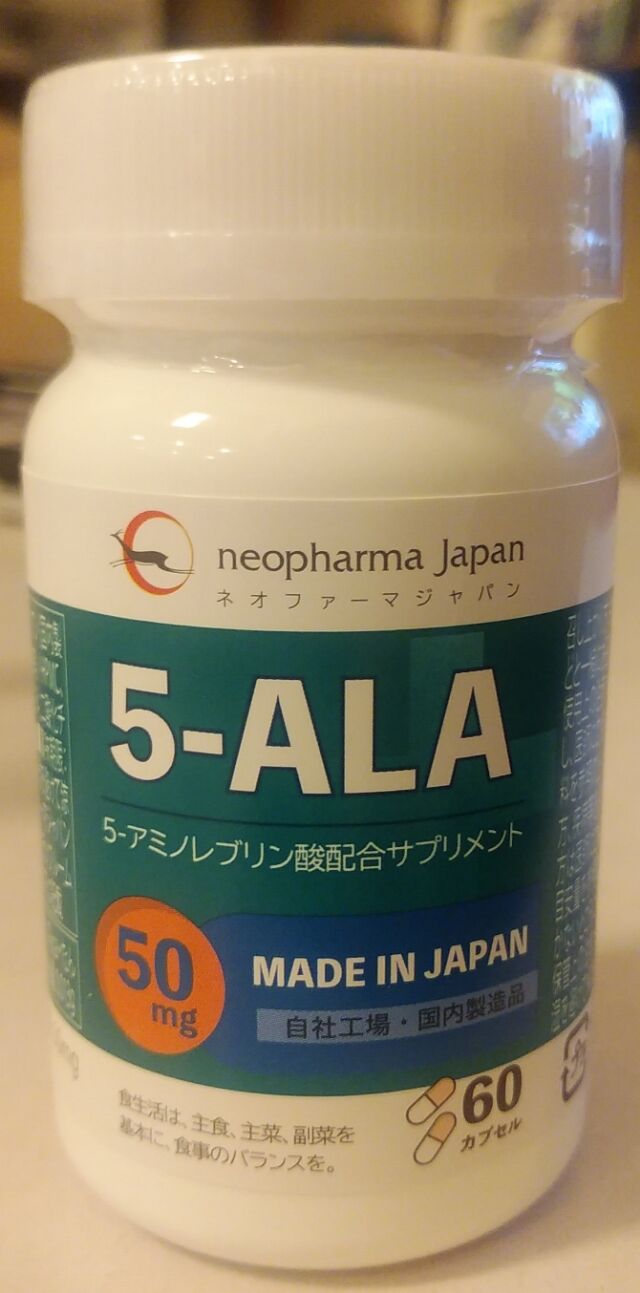 neopharma Japan
ネオファーマジャパン
5-ALA
5-アミノレブリン酸配合サプリメント
50
mg
MADE IN JAPAN
自社工場・国内製造品
食生活は、主食、主菜、副菜を
基本に、食事のバランスを。
60
カプセル